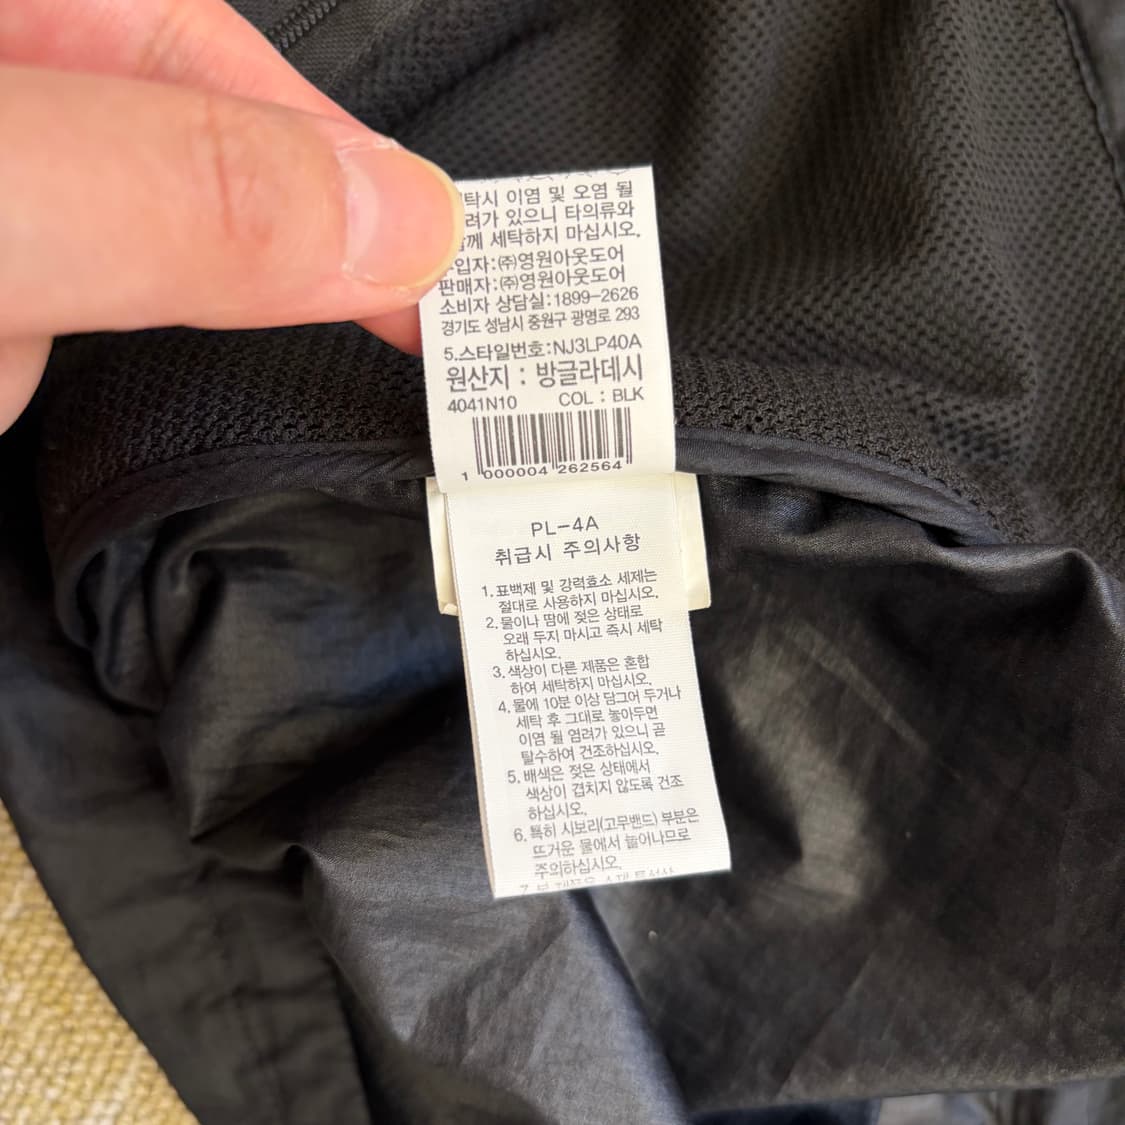 탁시 이염 및 오염 될
려가 있으니 타의류와
께 세탁하지 마십시오.
입자:㈜영원아웃도어
판매자:㈜영원아웃도어
소비자 상담실:1899-2626
경기도 성남시 중원구 광명로 293
5.스타일번호:NJ3LP40A
원산지 : 방글라데시
4041N10 COL : BLK
1 000004 262564
PL-4A
취급시 주의사항
1. 표백제 및 강력효소 세제는
절대로 사용하지 마십시오.
2. 물이나 땀에 젖은 상태로
오래 두지 마시고 즉시 세탁
하십시오.
3. 색상이 다른 제품은 혼합
하여 세탁하지 마십시오.
4. 물에 10분 이상 담그어 두거나
세탁 후 그대로 놓아두면
이염 될 염려가 있으니 곧
탈수하여 건조하십시오.
5. 배색은 젖은 상태에서
색상이 겹치지 않도록 건조
하십시오.
6. 특히 시보리(고무밴드) 부분은
뜨거운 물에서 늘어나므로
주의하십시오.